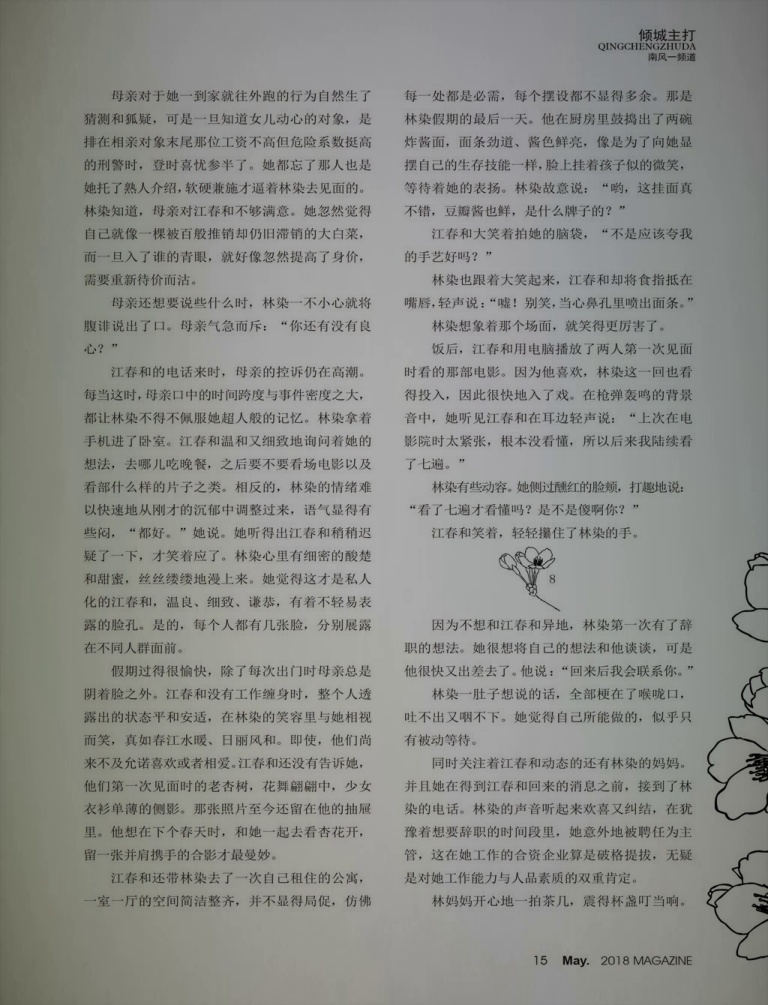 倾城主打
QINGCHENGZHUDA
南风一频道
母亲对于她一到家就往外跑的行为自然生了
猜测和狐疑，可是一旦知道女儿动心的对象，是
排在相亲对象末尾那位工资不高但危险系数挺高
的刑警时，登时喜忧参半了。她都忘了那人也是
她托了熟人介绍，软硬兼施才逼着林染去见面的。
林染知道，母亲对江春和不够满意。她忽然觉得
自己就像一棵被百般推销却仍旧滞销的大白菜，
而一旦入了谁的青眼，就好像忽然提高了身价，
需要重新待价而沽。
母亲还想要说些什么时，林染一不小心就将
腹诽说出了口。母亲气急而斥：“你还有没有良
心？”
江春和的电话来时，母亲的控诉仍在高潮。
每当这时，母亲口中的时间跨度与事件密度之大，
都让林染不得不佩服她超人般的记忆。林染拿着
手机进了卧室。江春和温和又细致地询问着她的
想法，去哪儿吃晚餐，之后要不要看场电影以及
看部什么样的片子之类。相反的，林染的情绪难
以快速地从刚才的沉郁中调整过来，语气显得有
些闷，“都好。”她说。她听得出江春和稍稍迟
疑了一下，才笑着应了。林染心里有细密的酸楚
和甜蜜，丝丝缕缕地漫上来。她觉得这才是私人
化的江春和，温良、细致、谦恭，有着不轻易表
露的脸孔。是的，每个人都有几张脸，分别展露
在不同人群面前。
假期过得很愉快，除了每次出门时母亲总是
阴着脸之外。江春和没有工作缠身时，整个人透
露出的状态平和安适，在林染的笑容里与她相视
而笑，真如春江水暖、日丽风和。即使，他们尚
来不及允诺喜欢或者相爱。江春和还没有告诉她，
他们第一次见面时的老杏树，花舞翩翩中，少女
衣衫单薄的侧影。那张照片至今还留在他的抽屉
里。他想在下个春天时，和她一起去看杏花开，
留一张并肩携手的合影才最曼妙。
江春和还带林染去了一次自己租住的公寓，
一室一厅的空间简洁整齐，并不显得局促，仿佛
每一处都是必需，每个摆设都不显得多余。那是
林染假期的最后一天。他在厨房里鼓捣出了两碗
炸酱面，面条劲道、酱色鲜亮，像是为了向她显
摆自己的生存技能一样，脸上挂着孩子似的微笑，
等待着她的表扬。林染故意说：“哟，这挂面真
不错，豆瓣酱也鲜，是什么牌子的？”
江春和大笑着拍她的脑袋，“不是应该夸我
的手艺好吗？”
林染也跟着大笑起来，江春和却将食指抵在
嘴唇，轻声说：“嘘！别笑，当心鼻孔里喷出面条。”
林染想象着那个场面，就笑得更厉害了。
饭后，江春和用电脑播放了两人第一次见面
时看的那部电影。因为他喜欢，林染这一回也看
得投入，因此很快地入了戏。在枪弹轰鸣的背景
音中，她听见江春和在耳边轻声说：“上次在电
影院时太紧张，根本没看懂，所以后来我陆续看
了七遍。”
林染有些动容。她侧过醺红的脸颊，打趣地说：
“看了七遍才看懂吗？是不是傻啊你？”
江春和笑着，轻轻攥住了林染的手。
8
因为不想和江春和异地，林染第一次有了辞
职的想法。她很想将自己的想法和他谈谈，可是
他很快又出差去了。他说：“回来后我会联系你。”
林染一肚子想说的话，全部梗在了喉咙口，
吐不出又咽不下。她觉得自己所能做的，似乎只
有被动等待。
同时关注着江春和动态的还有林染的妈妈。
并且她在得到江春和回来的消息之前，接到了林
染的电话。林染的声音听起来欢喜又纠结，在犹
豫着想要辞职的时间段里，她意外地被聘任为主
管，这在她工作的合资企业算是破格提拔，无疑
是对她工作能力与人品素质的双重肯定。
林妈妈开心地一拍茶几，震得杯盏叮当响。
15 May. 2018 MAGAZINE